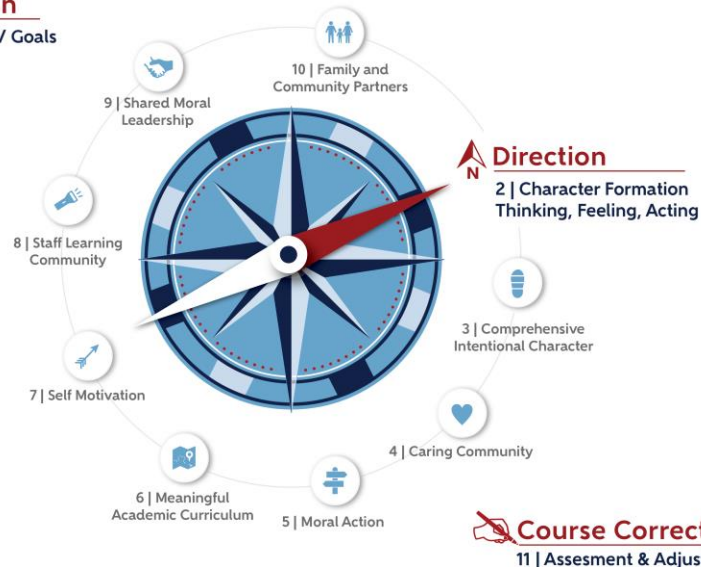 Goals
10 | Family and
Community Partners
9 | Shared Moral
Leadership
N
Direction
2 | Character Formation
Thinking, Feeling, Acting
8 | Staff Learning
Community
3 | Comprehensive
Intentional Character
7 | Self Motivation
4 | Caring Community
6 | Meaningful
Academic Curriculum
5 | Moral Action
Course Correct
11 | Assesment & Adjus